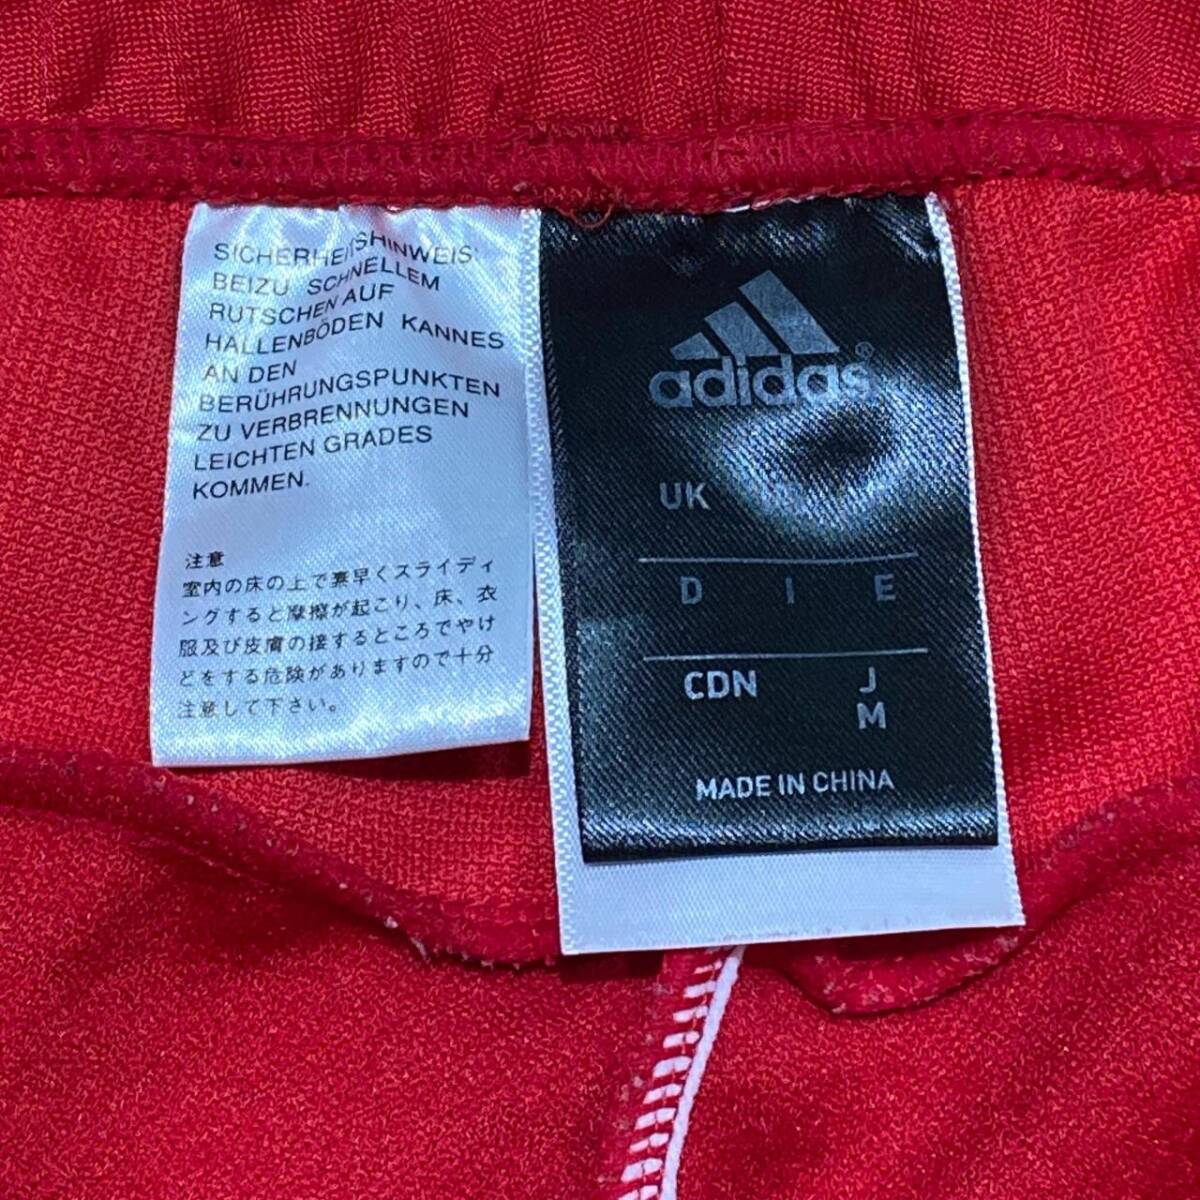 SICHERHEITSHINWEIS:
BEIZU SCHNELLEM
RUTSCHEN AUF
HALLENBÖDEN KANNES
AN DEN
BERÜHRUNGSPUNKTEN
ZU VERBRENNUNGEN
LEICHTEN GRADES
KOMMEN.
注意
室内の床の上で素早くスライディ
ングすると摩擦が起こり、床、衣
服及び皮膚の接するところでやけ
どをする危険がありますので十分
注意して下さい。
adidas®
UK
D I E
CDN J
M
MADE IN CHINA